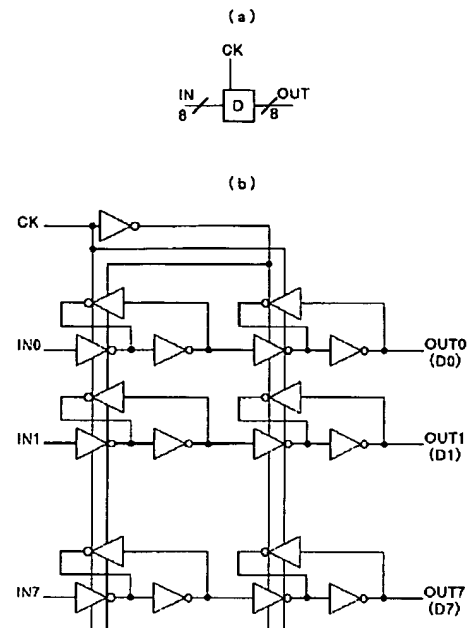 (a)
CK
IN
OUT
8
D
8
(b)
CK
IN0
OUT0
(D0)
IN1
OUT1
(D1)
IN7
OUT7
(D7)